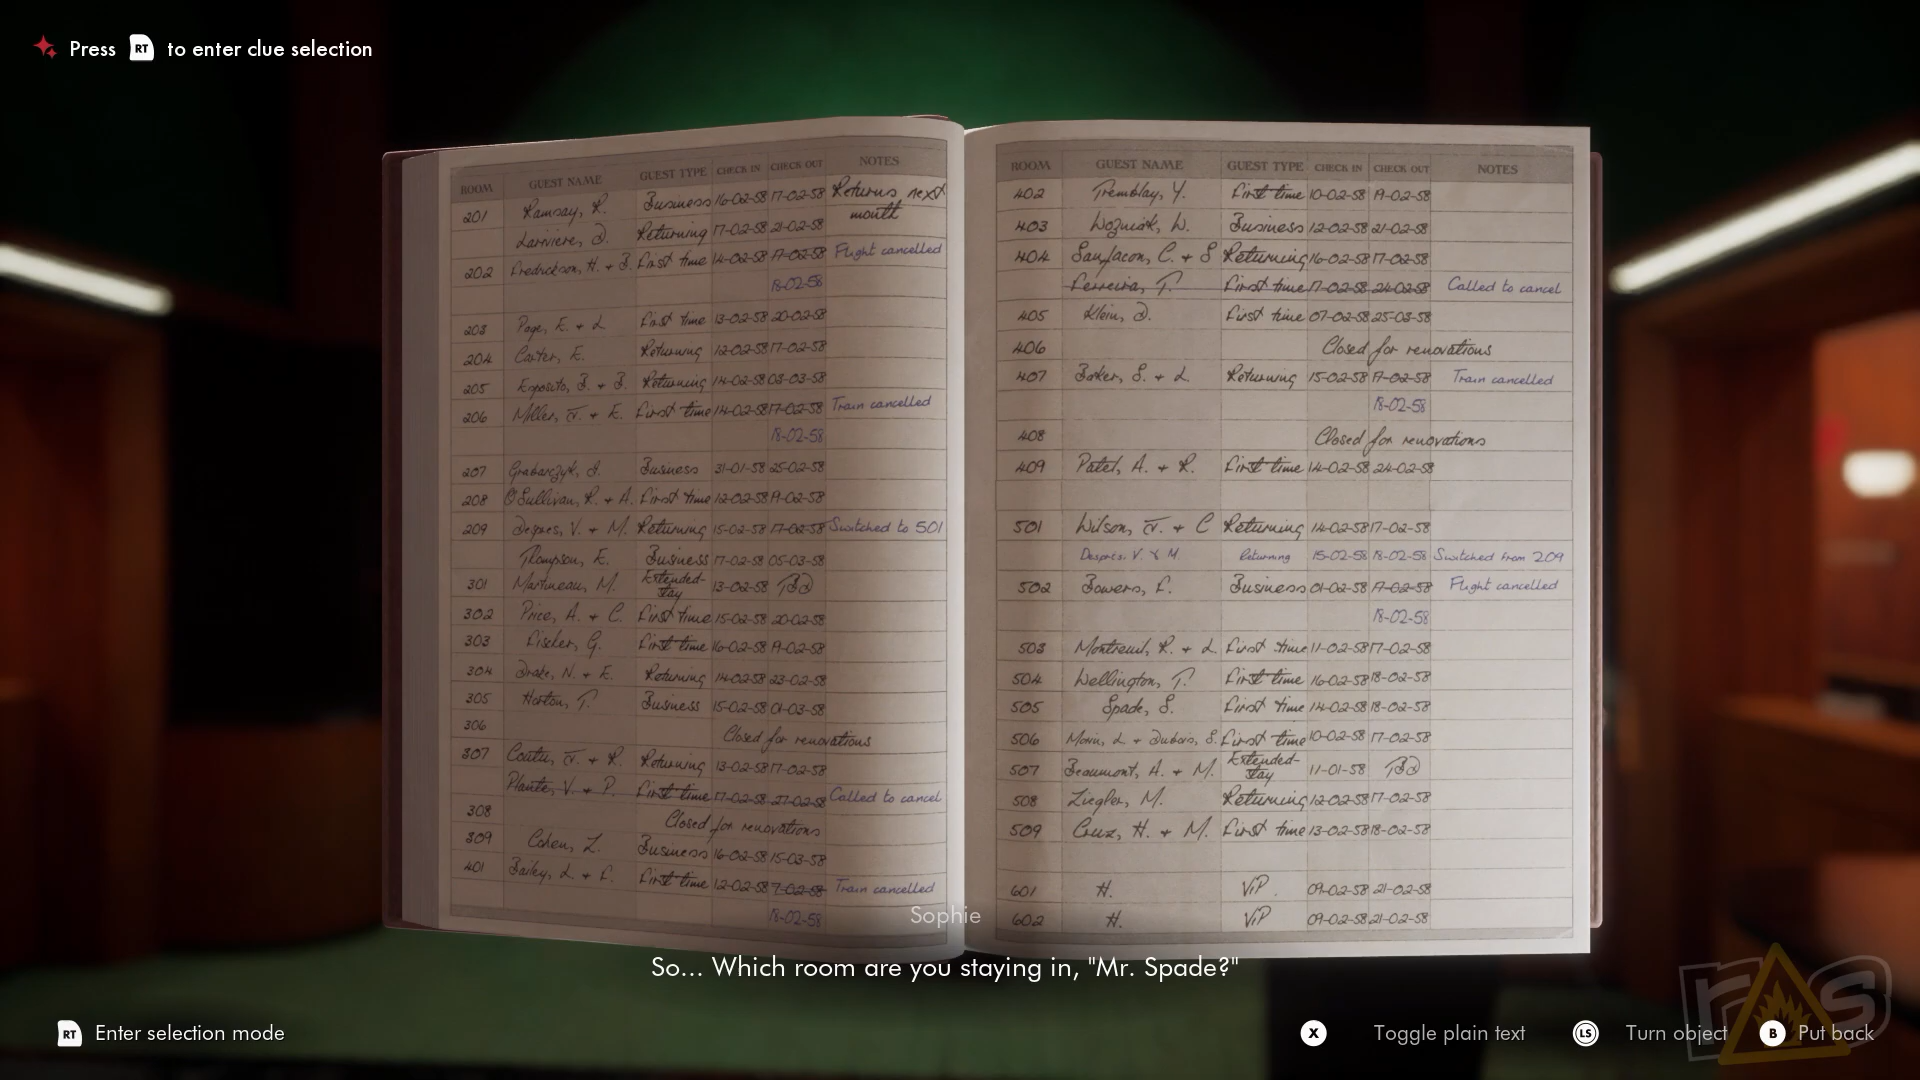 Press RT to enter clue selection
ROOM GUEST NAME GUEST TYPE CHECK IN CHECK OUT NOTES
201 Ramsay, R. Business 16-02-58 17-02-58 Returns next month
Lariviere, D. Returning 17-02-58 21-02-58
202 Fredrickson, H. + B. First time 14-02-58 17-02-58 Flight cancelled
18-02-58
203 Page, E. + L First time 13-02-58 20-02-58
204 Carter, E. Returning 12-02-58 17-02-58
205 Esposito, B. + B. Returning 14-02-58 03-03-58
206 Miller, J. + E. First time 14-02-58 17-02-58 Train cancelled
18-02-58
207 Grabarczyk, J. Business 31-01-58 25-02-58
208 O'Sullivan, R. + A. First time 12-02-58 19-02-58
209 Despres, V. + M. Returning 15-02-58 17-02-58 Switched to 501
Thompson, E. Business 17-02-58 05-03-58
301 Martineau, M. Extended-stay 13-02-58 TBD
302 Price, A. + C. First time 15-02-58 20-02-58
303 Fischer, G. First time 16-02-58 19-02-58
304 Drake, N. + E. Returning 14-02-58 23-02-58
305 Horton, T. Business 15-02-58 01-03-58
306 Closed for renovations
307 Coutu, J. + R. Returning 13-02-58 17-02-58
Plante, V. + P. First time 17-02-58 27-02-58 Called to cancel
308 Closed for renovations
309 Cohen, L. Business 16-02-58 15-03-58
401 Bailey, L. + F. First time 12-02-58 17-02-58 Train cancelled
18-02-58
ROOM GUEST NAME GUEST TYPE CHECK IN CHECK OUT NOTES
402 Tremblay, Y. First time 10-02-58 19-02-58
403 Wozniak, W. Business 12-02-58 21-02-58
404 Sanfacon, C. + S Returning 16-02-58 17-02-58
Ferreira, T. First time 17-02-58 24-02-58 Called to cancel
405 Klein, D. First time 07-02-58 25-03-58
406 Closed for renovations
407 Baker, S. + L. Returning 15-02-58 17-02-58 Train cancelled
18-02-58
408 Closed for renovations
409 Patel, A. + R. First time 14-02-58 24-02-58
501 Wilson, J. + C Returning 14-02-58 17-02-58
Despres, V. & M. Returning 15-02-58 18-02-58 Switched from 209
502 Bowers, F. Business 01-02-58 17-02-58 Flight cancelled
18-02-58
503 Montreuil, R. + L. First time 11-02-58 17-02-58
504 Wellington, T. First time 16-02-58 18-02-58
505 Spade, S. First time 14-02-58 18-02-58
506 Morin, L + Dubois, S. First time 10-02-58 17-02-58
507 Beaumont, A. + M. Extended-stay 11-01-58 TBD
508 Ziegler, M. Returning 12-02-58 17-02-58
509 Cruz, H. + M. First time 13-02-58 18-02-58
601 H. ViP. 09-02-58 21-02-58
602 H. ViP 09-02-58 21-02-58
Sophie
So... Which room are you staying in, "Mr. Spade?"
RT Enter selection mode
X Toggle plain text LS Turn object B Put back